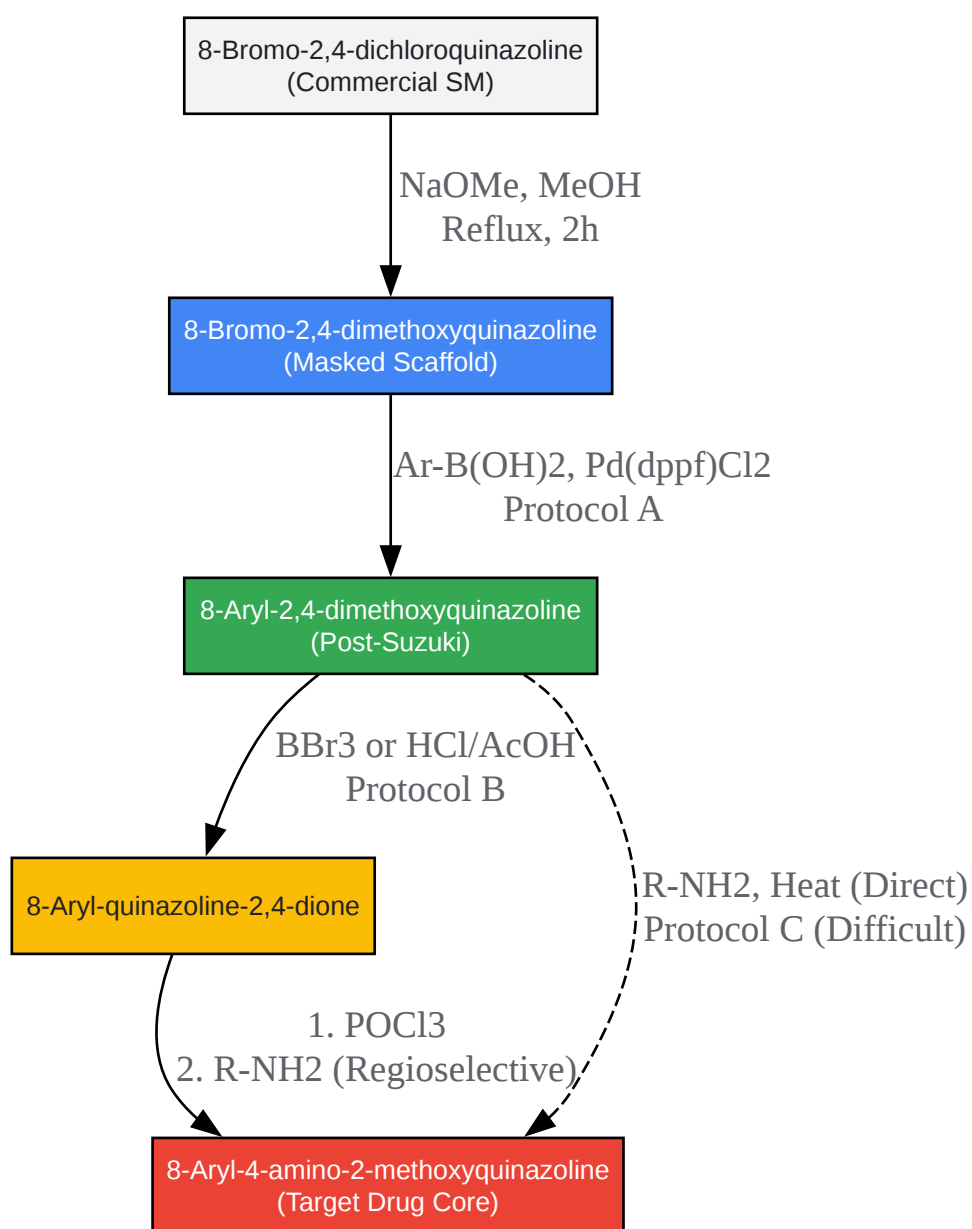 8-Bromo-2,4-dichloroquinazoline
(Commercial SM)
NaOMe, MeOH
Reflux, 2h
8-Bromo-2,4-dimethoxyquinazoline
(Masked Scaffold)
Ar-B(OH)2, Pd(dppf)Cl2
Protocol A
8-Aryl-2,4-dimethoxyquinazoline
(Post-Suzuki)
BBr3 or HCl/AcOH
Protocol B
8-Aryl-quinazoline-2,4-dione
R-NH2, Heat (Direct)
Protocol C (Difficult)
1. POCl3
2. R-NH2 (Regioselective)
8-Aryl-4-amino-2-methoxyquinazoline
(Target Drug Core)